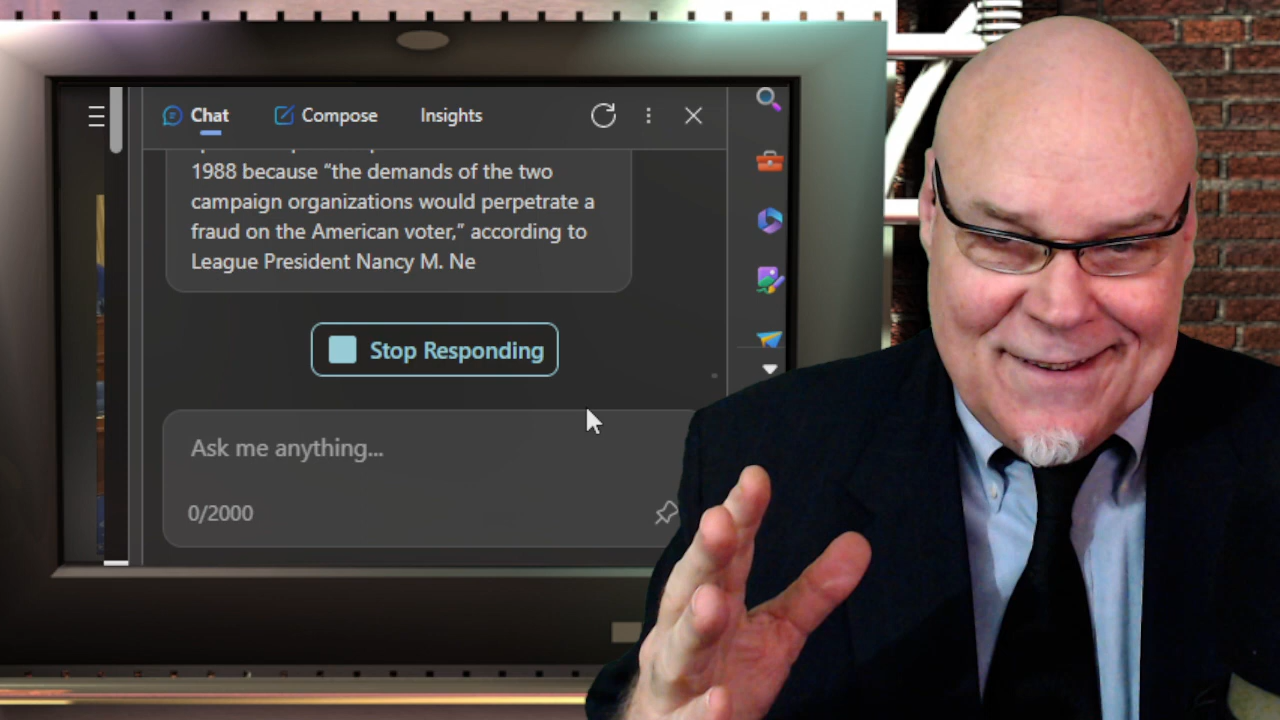 Chat Compose Insights
1988 because “the demands of the two
campaign organizations would perpetrate a
fraud on the American voter,” according to
League President Nancy M. Ne
Stop Responding
Ask me anything...
0/2000